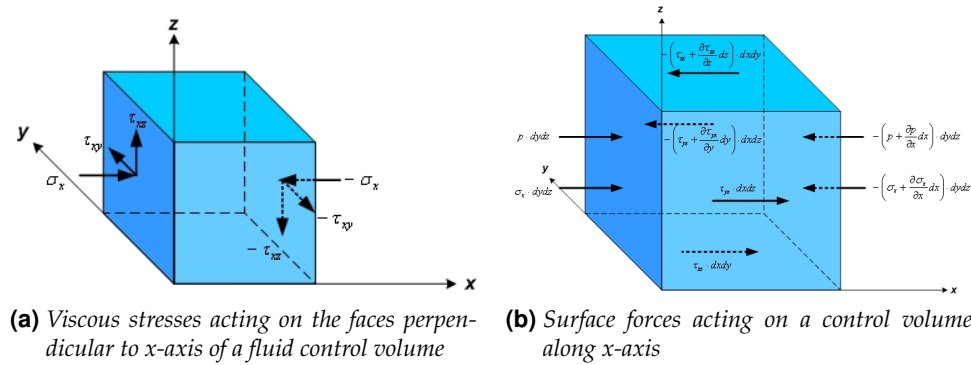 z
y
τxz
τxy
σx
− σx
− τxy
− τxz
x
(a) Viscous stresses acting on the faces perpen-
dicular to x-axis of a fluid control volume
z
−(τzx + ∂τzx/∂z dz) · dxdy
p · dydz
−(τyx + ∂τyx/∂y dy) · dxdz
−(p + ∂p/∂x dx) · dydz
y
σx · dydz
τyx · dxdz
−(σx + ∂σx/∂x dx) · dydz
τzx · dxdy
x
(b) Surface forces acting on a control volume
along x-axis